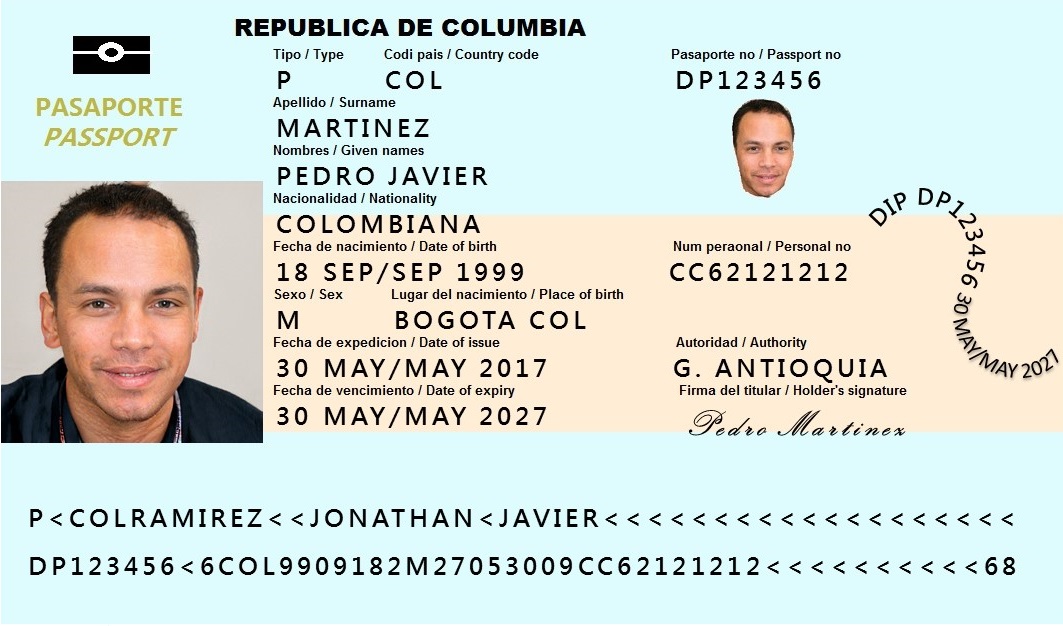 REPUBLICA DE COLUMBIA
Tipo / Type Codi pais / Country code Pasaporte no / Passport no
P COL DP123456
PASAPORTE
PASSPORT
Apellido / Surname
MARTINEZ
Nombres / Given names
PEDRO JAVIER
Nacionalidad / Nationality
COLOMBIANA
DIP DP123456 30 MAY/MAY 2027
Fecha de nacimiento / Date of birth Num peraonal / Personal no
18 SEP/SEP 1999 CC62121212
Sexo / Sex Lugar del nacimiento / Place of birth
M BOGOTA COL
Fecha de expedicion / Date of issue Autoridad / Authority
30 MAY/MAY 2017 G. ANTIOQUIA
Fecha de vencimiento / Date of expiry Firma del titular / Holder's signature
30 MAY/MAY 2027 Pedro Martinez
P<COLRAMIREZ<<JONATHAN<JAVIER<<<<<<<<<<<<<<<<<<<
DP123456<6COL9909182M27053009CC62121212<<<<<<<<<<68